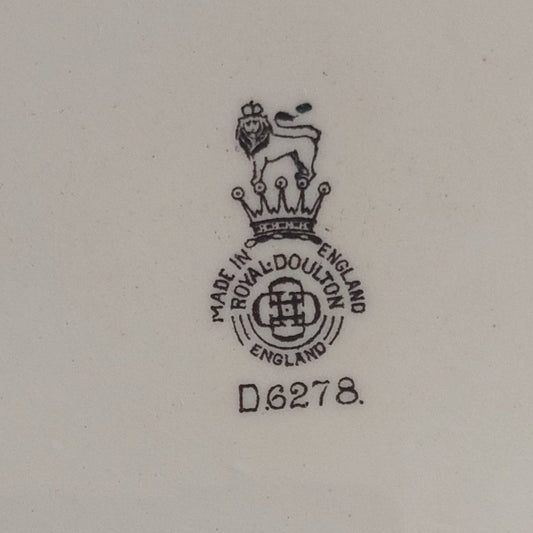 MADE IN ENGLAND
ROYAL·DOULTON
ENGLAND
D.6278.